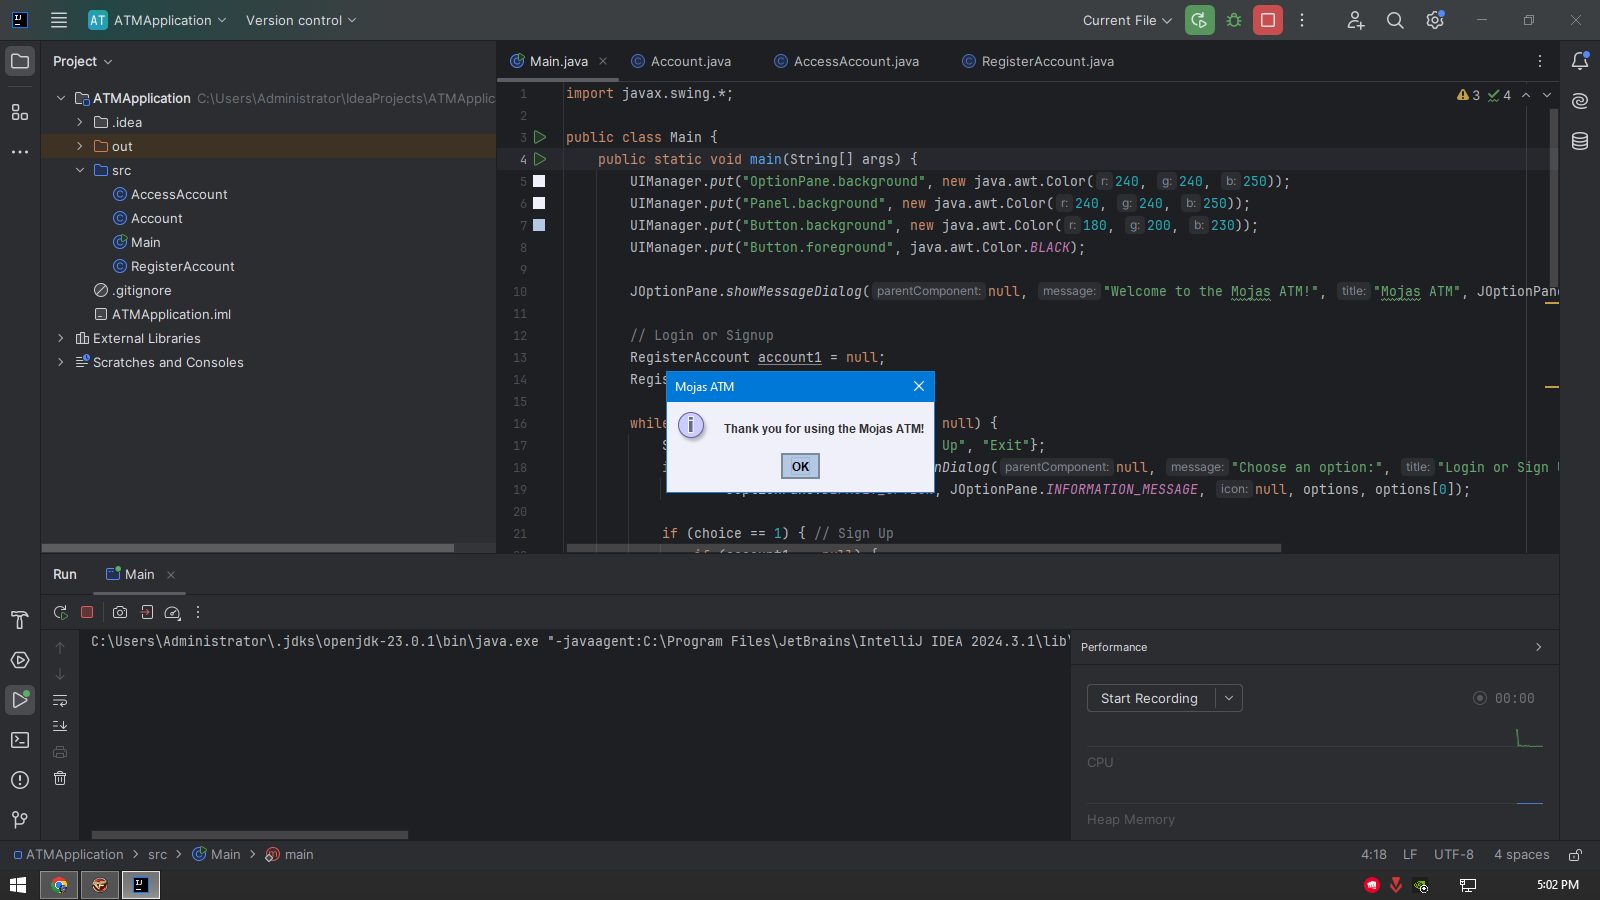 AT ATMApplication Version control Current File
Project
Main.java
Account.java
AccessAccount.java
RegisterAccount.java
ATMApplication C:\Users\Administrator\IdeaProjects\ATMApplic
.idea
out
src
AccessAccount
Account
Main
RegisterAccount
.gitignore
ATMApplication.iml
External Libraries
Scratches and Consoles
3 4
1 import javax.swing.*;
2
3 public class Main {
4 public static void main(String[] args) {
5 UIManager.put("OptionPane.background", new java.awt.Color( r: 240, g: 240, b: 250));
6 UIManager.put("Panel.background", new java.awt.Color( r: 240, g: 240, b: 250));
7 UIManager.put("Button.background", new java.awt.Color( r: 180, g: 200, b: 230));
8 UIManager.put("Button.foreground", java.awt.Color.BLACK);
9
10 JOptionPane.showMessageDialog( parentComponent: null, message: "Welcome to the Mojas ATM!", title: "Mojas ATM", JOptionPane
11
12 // Login or Signup
13 RegisterAccount account1 = null;
14 Regis
15
16 while null) {
17 S Up", "Exit"};
18 i nDialog( parentComponent: null, message: "Choose an option:", title: "Login or Sign U
19 , JOptionPane.INFORMATION_MESSAGE, icon: null, options, options[0]);
20
21 if (choice == 1) { // Sign Up
Mojas ATM
Thank you for using the Mojas ATM!
OK
Run Main
C:\Users\Administrator\.jdks\openjdk-23.0.1\bin\java.exe "-javaagent:C:\Program Files\JetBrains\IntelliJ IDEA 2024.3.1\lib\
Performance
Start Recording 00:00
CPU
Heap Memory
ATMApplication > src > Main > main
4:18 LF UTF-8 4 spaces
5:02 PM